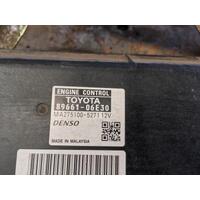 ENGINE CONTROL
TOYOTA
89661-06E30
MA275100-5271 12V
DENSO
MADE IN MALAYSIA